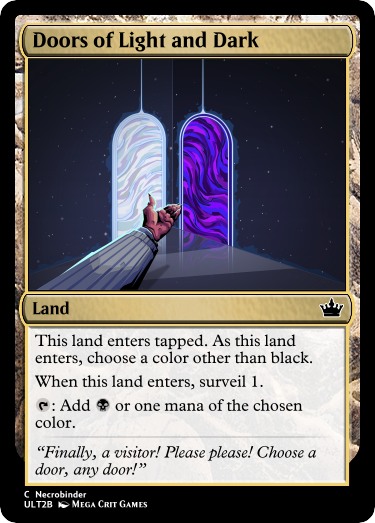 Doors of Light and Dark
Land
This land enters tapped. As this land
enters, choose a color other than black.
When this land enters, surveil 1.
: Add or one mana of the chosen
color.
“Finally, a visitor! Please please! Choose a
door, any door!”
C Necrobinder
ULT2B Mega Crit Games